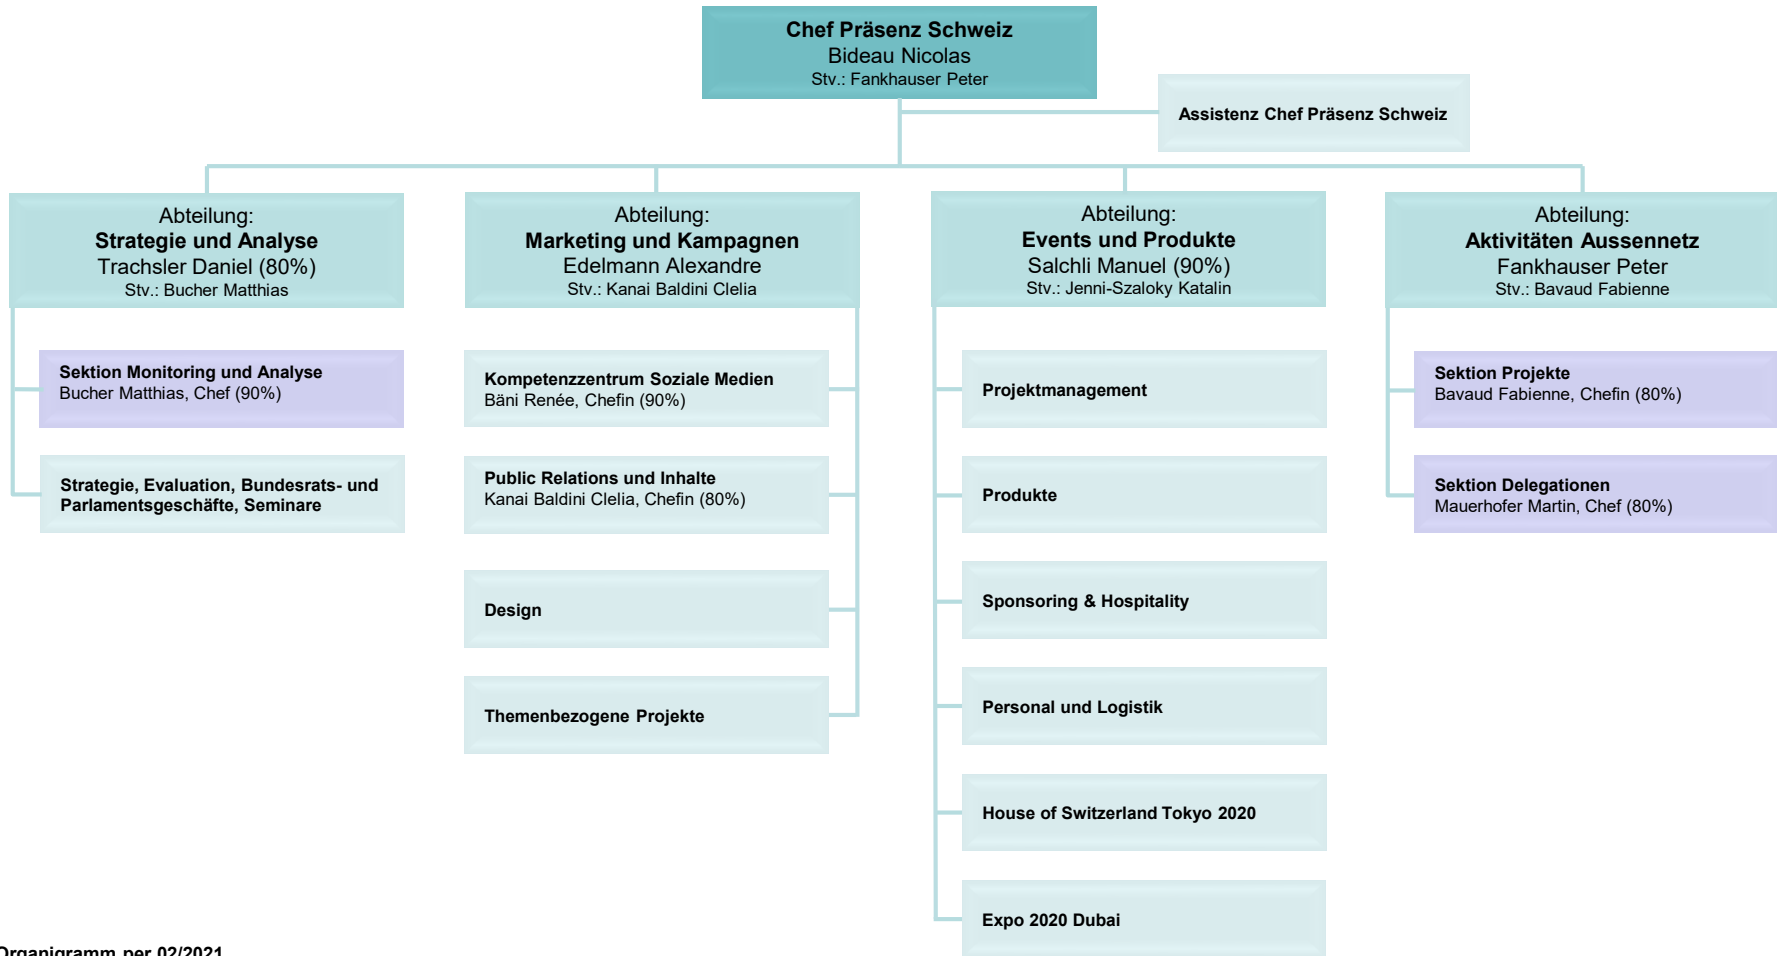 Chef Präsenz Schweiz
Bideau Nicolas
Stv.: Fankhauser Peter
Assistenz Chef Präsenz Schweiz
Abteilung:
Strategie und Analyse
Trachsler Daniel (80%)
Stv.: Bucher Matthias
Sektion Monitoring und Analyse
Bucher Matthias, Chef (90%)
Strategie, Evaluation, Bundesrats- und
Parlamentsgeschäfte, Seminare
Abteilung:
Marketing und Kampagnen
Edelmann Alexandre
Stv.: Kanai Baldini Clelia
Kompetenzzentrum Soziale Medien
Bäni Renée, Chefin (90%)
Public Relations und Inhalte
Kanai Baldini Clelia, Chefin (80%)
Design
Themenbezogene Projekte
Abteilung:
Events und Produkte
Salchli Manuel (90%)
Stv.: Jenni-Szaloky Katalin
Projektmanagement
Produkte
Sponsoring & Hospitality
Personal und Logistik
House of Switzerland Tokyo 2020
Expo 2020 Dubai
Abteilung:
Aktivitäten Aussennetz
Fankhauser Peter
Stv.: Bavaud Fabienne
Sektion Projekte
Bavaud Fabienne, Chefin (80%)
Sektion Delegationen
Mauerhofer Martin, Chef (80%)
Organigramm per 02/2021